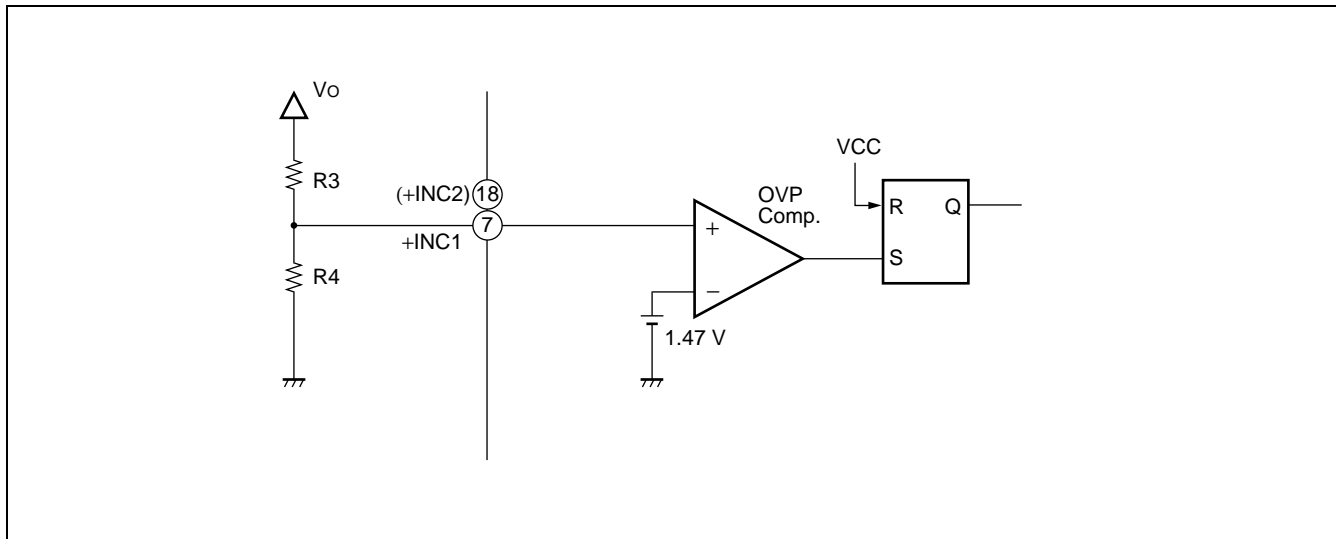 Vo
R3
R4
(+INC2) 18
7
+INC1
OVP
Comp.
+
−
1.47 V
VCC
R Q
S